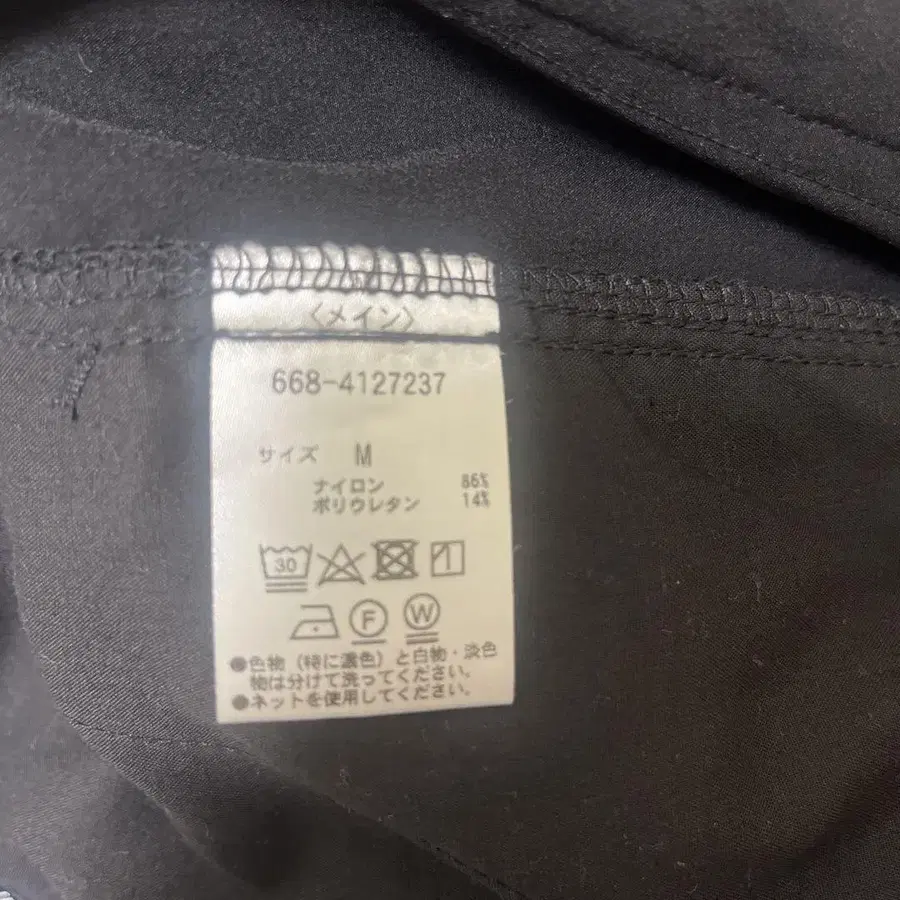 〈メイン〉
668-4127237
サイズ M
ナイロン 86%
ポリウレタン 14%
30
F W
●色物（特に濃色）と白物・淡色
物は分けて洗ってください。
●ネットを使用してください。